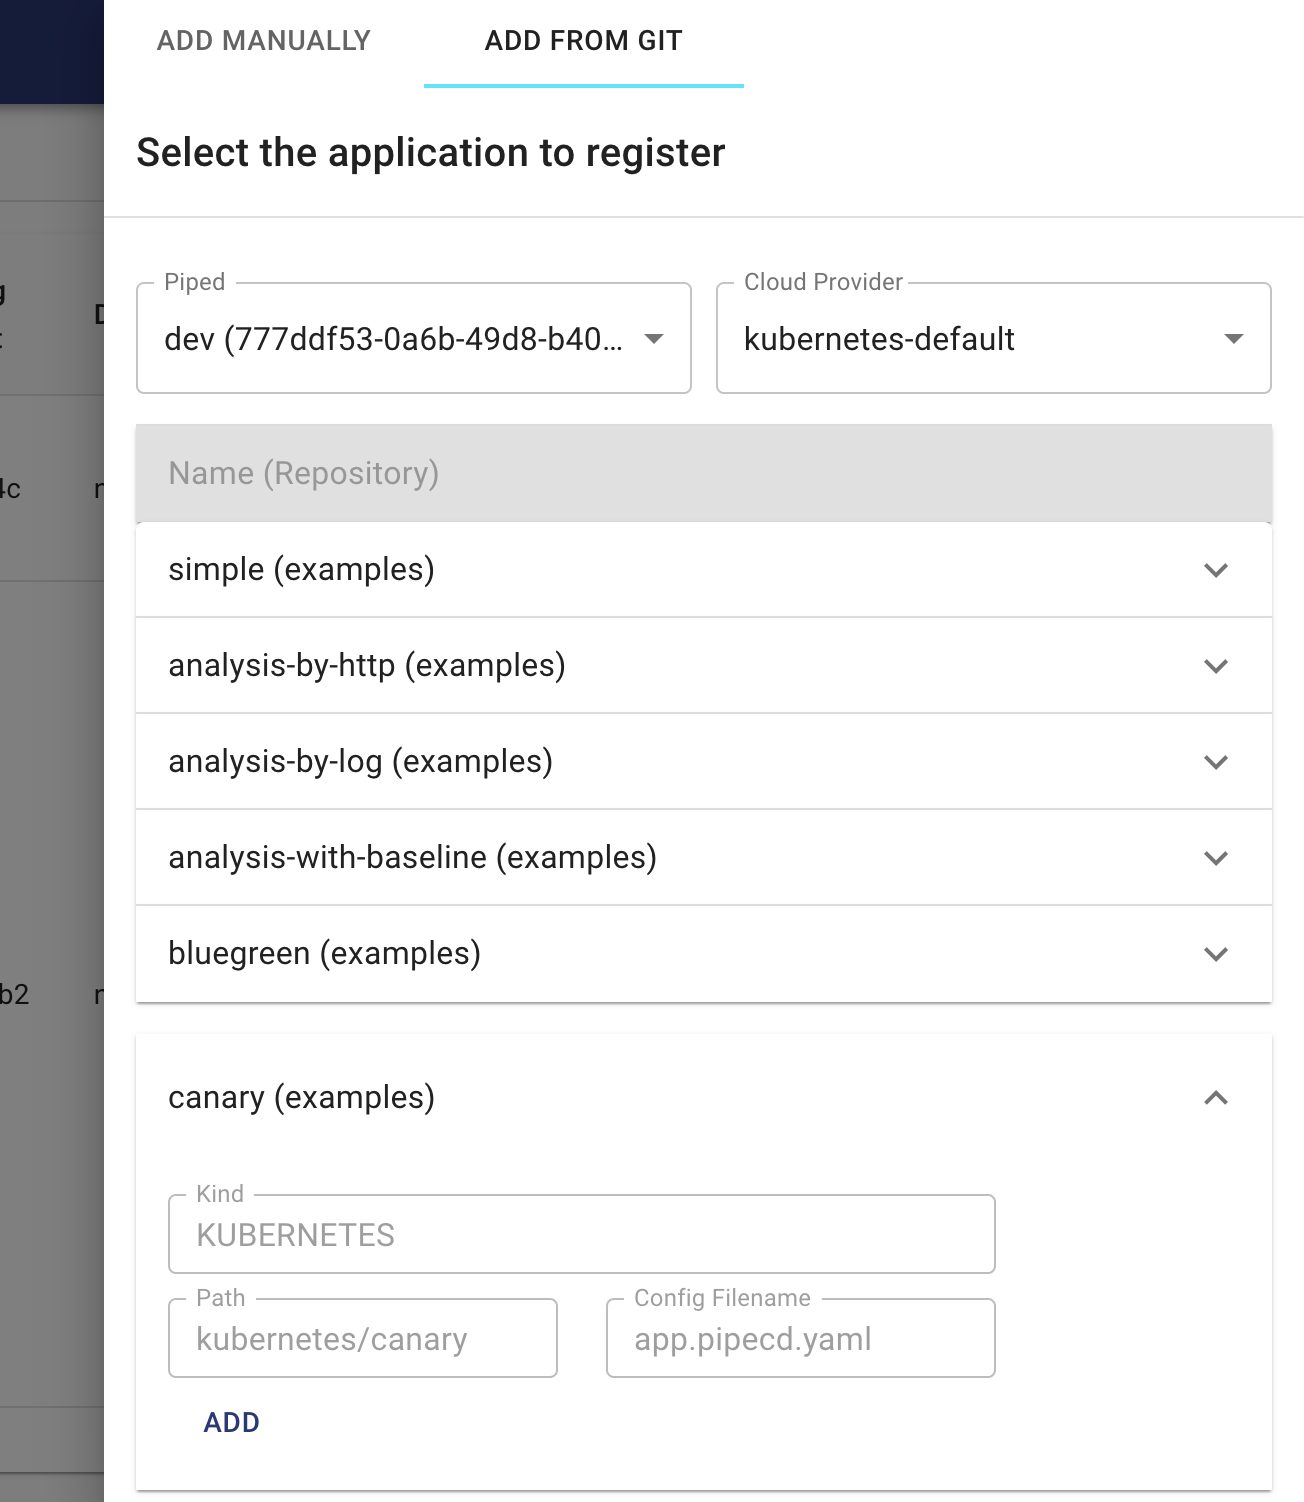 ADD MANUALLY
ADD FROM GIT
Select the application to register
Piped
dev (777ddf53-0a6b-49d8-b40...
Cloud Provider
kubernetes-default
Name (Repository)
simple (examples)
analysis-by-http (examples)
analysis-by-log (examples)
analysis-with-baseline (examples)
bluegreen (examples)
b2
canary (examples)
Kind
KUBERNETES
Path
kubernetes/canary
Config Filename
app.pipecd.yaml
ADD